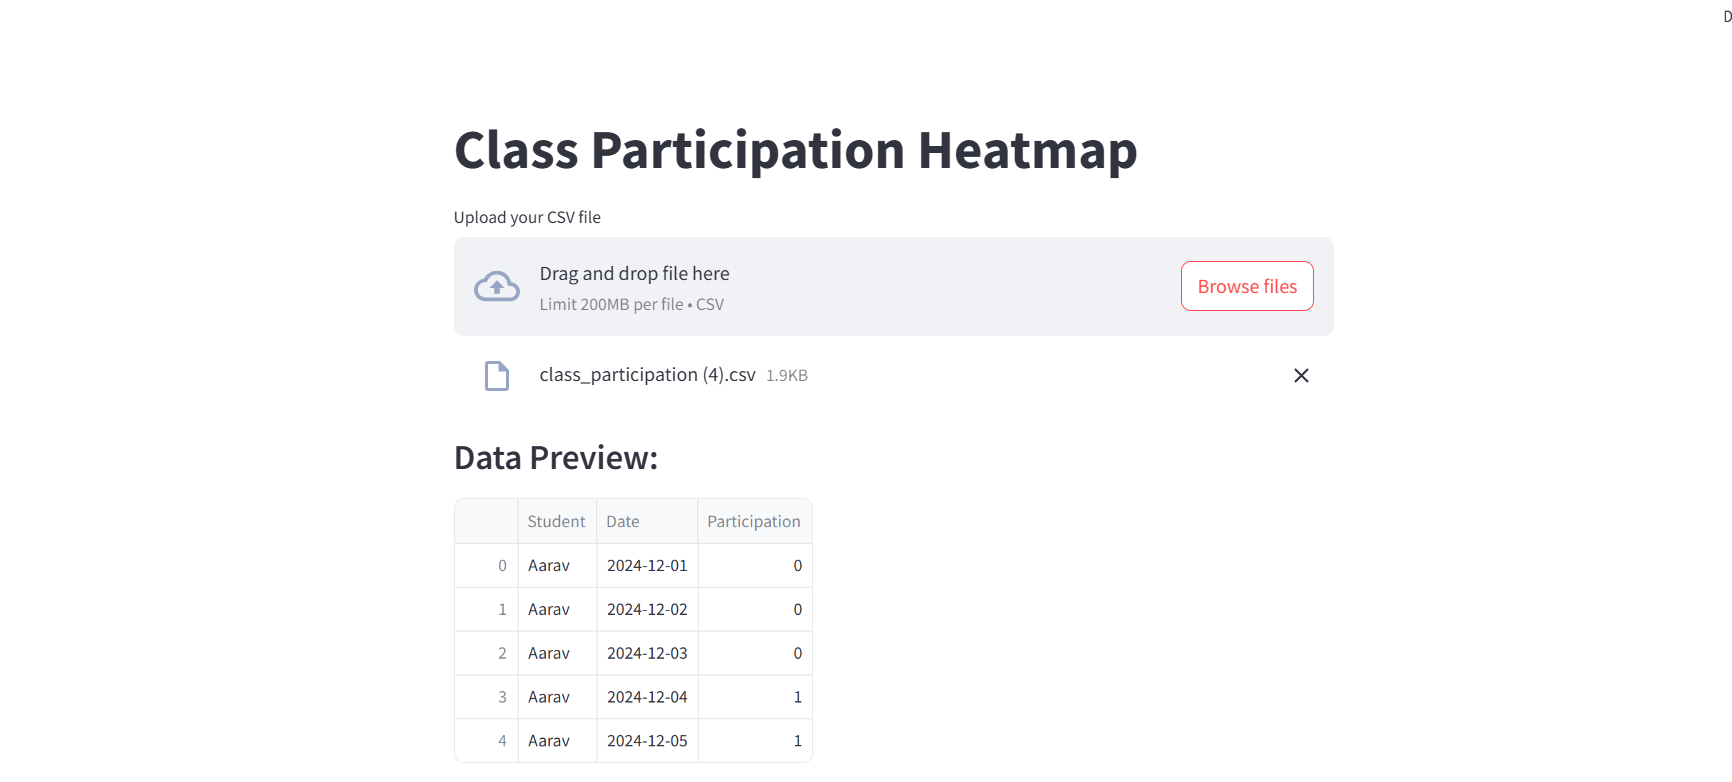 D
Class Participation Heatmap
Upload your CSV file
Drag and drop file here
Limit 200MB per file • CSV
Browse files
class_participation (4).csv 1.9KB
Data Preview:
Student Date Participation
0 Aarav 2024-12-01 0
1 Aarav 2024-12-02 0
2 Aarav 2024-12-03 0
3 Aarav 2024-12-04 1
4 Aarav 2024-12-05 1